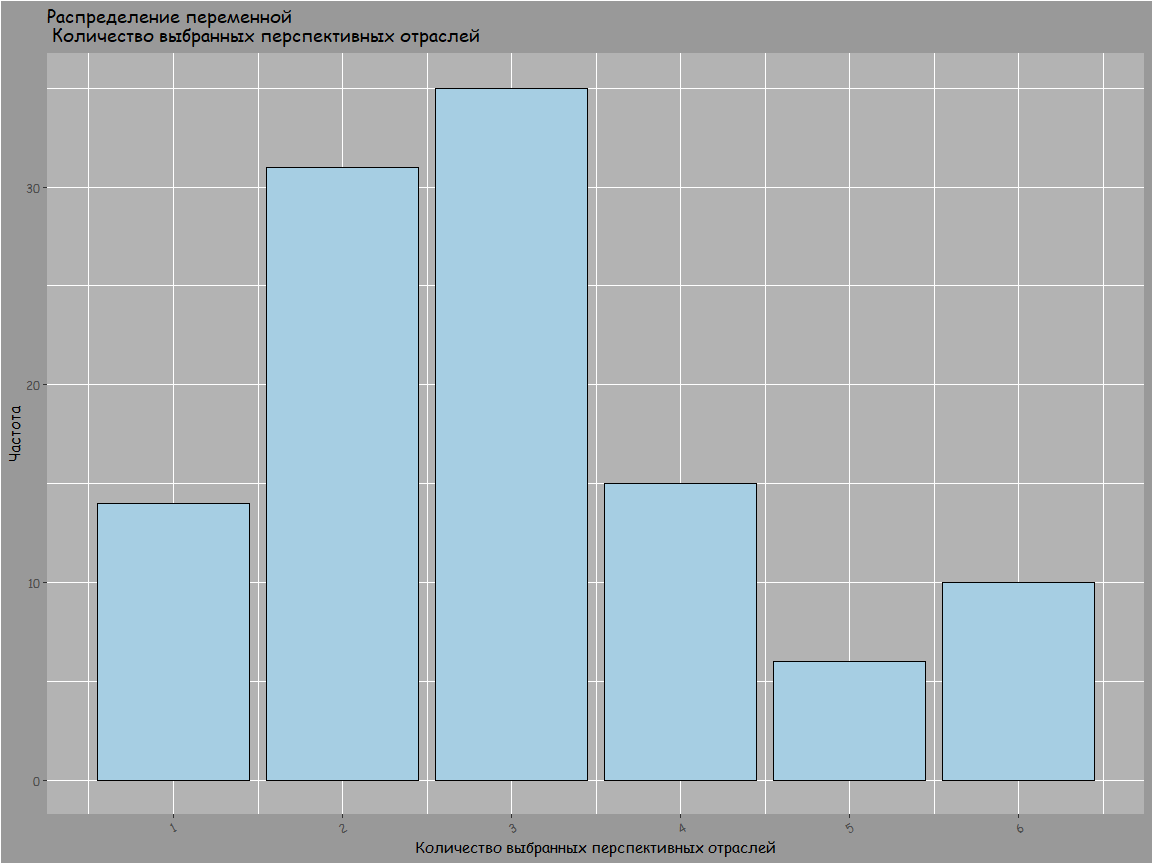 Распределение переменной
Количество выбранных перспективных отраслей
30
20
10
0
Частота
1
2
3
4
5
6
Количество выбранных перспективных отраслей